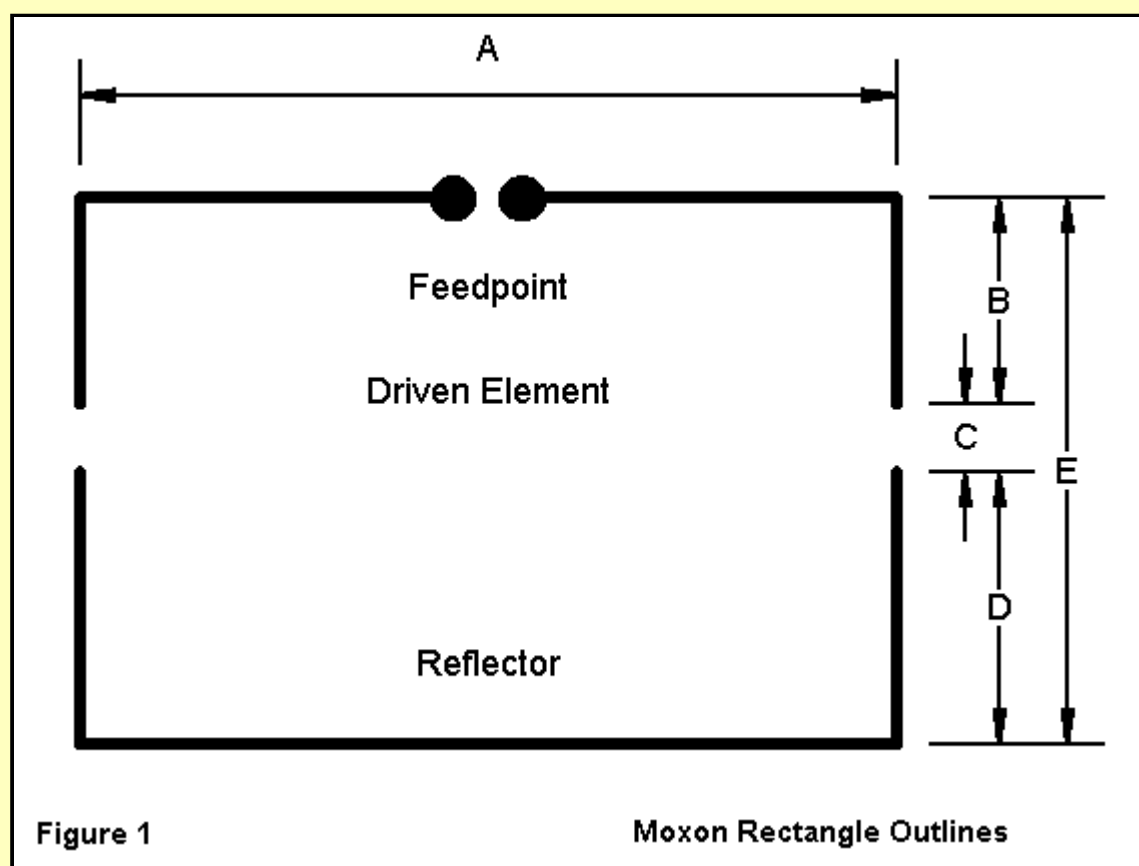 A
Feedpoint
B
Driven Element
C
E
D
Reflector
Figure 1
Moxon Rectangle Outlines